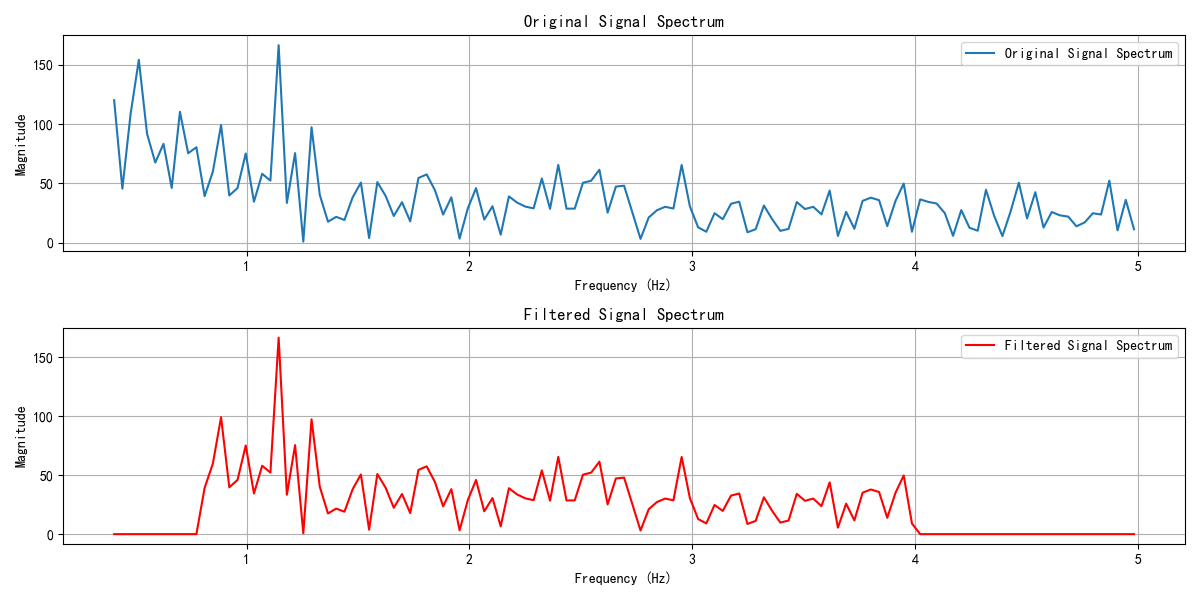 Original Signal Spectrum
Original Signal Spectrum
150
100
50
0
Magnitude
1 2 3 4 5
Frequency (Hz)
Filtered Signal Spectrum
Filtered Signal Spectrum
150
100
50
0
Magnitude
1 2 3 4 5
Frequency (Hz)